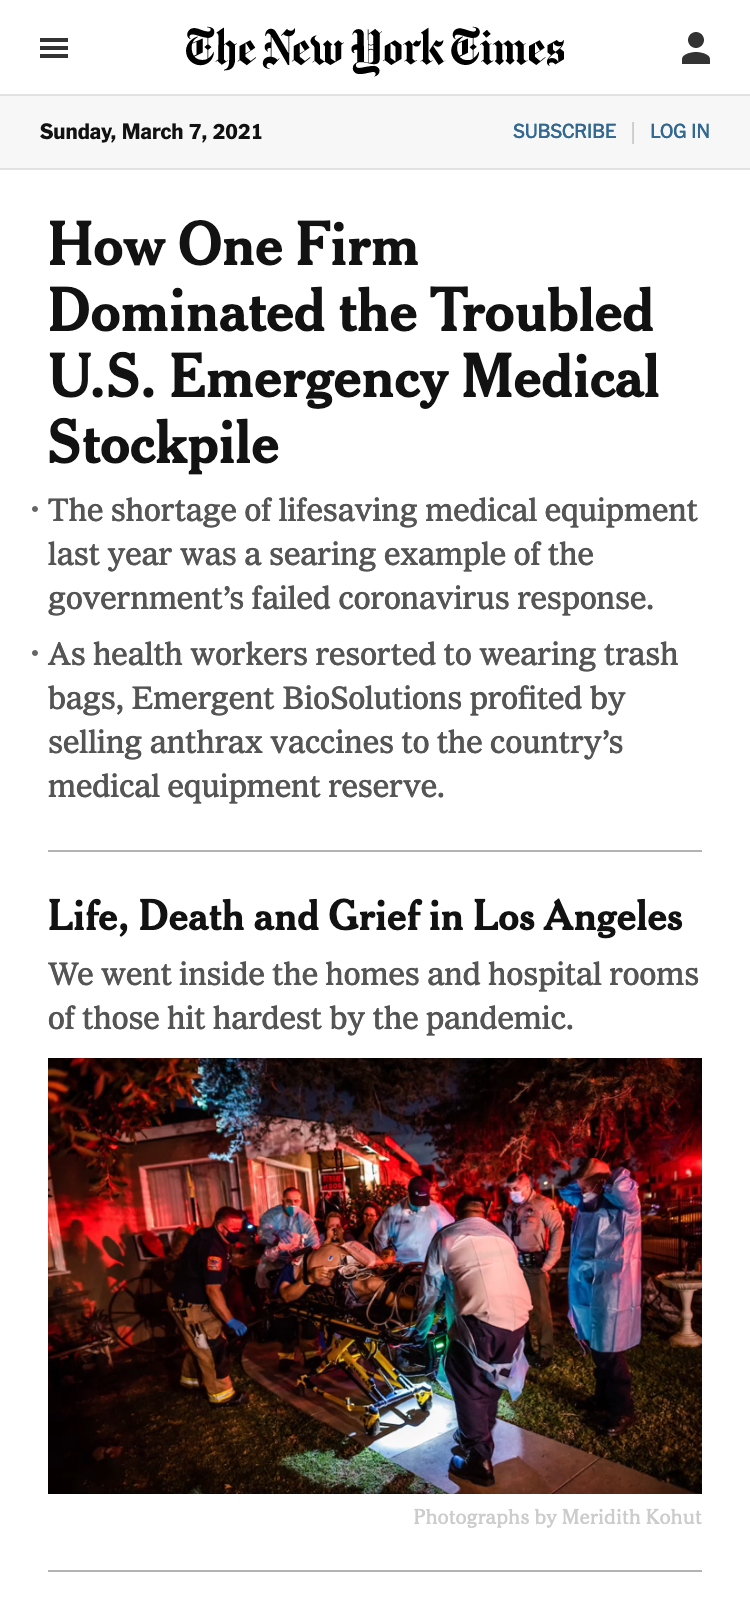 The New York Times
Sunday, March 7, 2021
SUBSCRIBE | LOG IN
How One Firm
Dominated the Troubled
U.S. Emergency Medical
Stockpile
• The shortage of lifesaving medical equipment
last year was a searing example of the
government’s failed coronavirus response.
• As health workers resorted to wearing trash
bags, Emergent BioSolutions profited by
selling anthrax vaccines to the country’s
medical equipment reserve.
Life, Death and Grief in Los Angeles
We went inside the homes and hospital rooms
of those hit hardest by the pandemic.
Photographs by Meridith Kohut